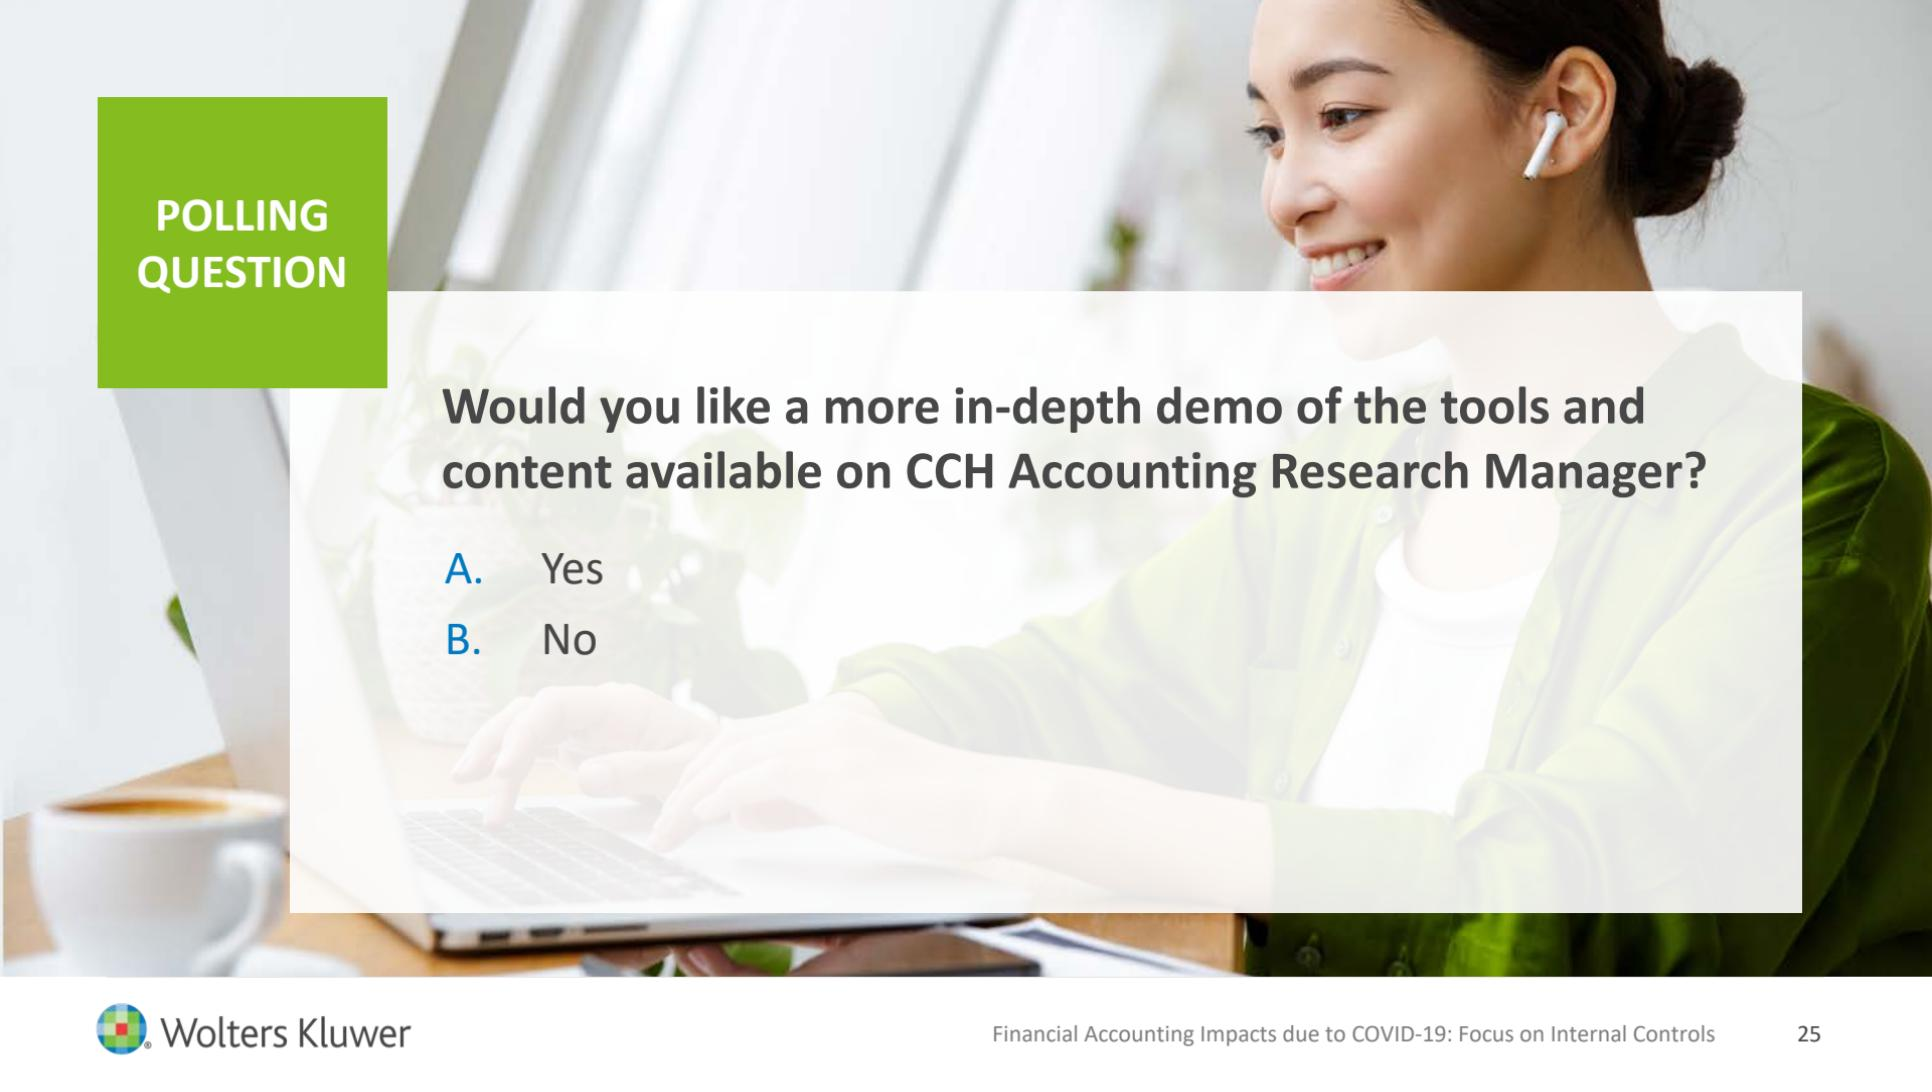 POLLING
QUESTION
Would you like a more in-depth demo of the tools and
content available on CCH Accounting Research Manager?
A. Yes
B. No
Wolters Kluwer
Financial Accounting Impacts due to COVID-19: Focus on Internal Controls 25